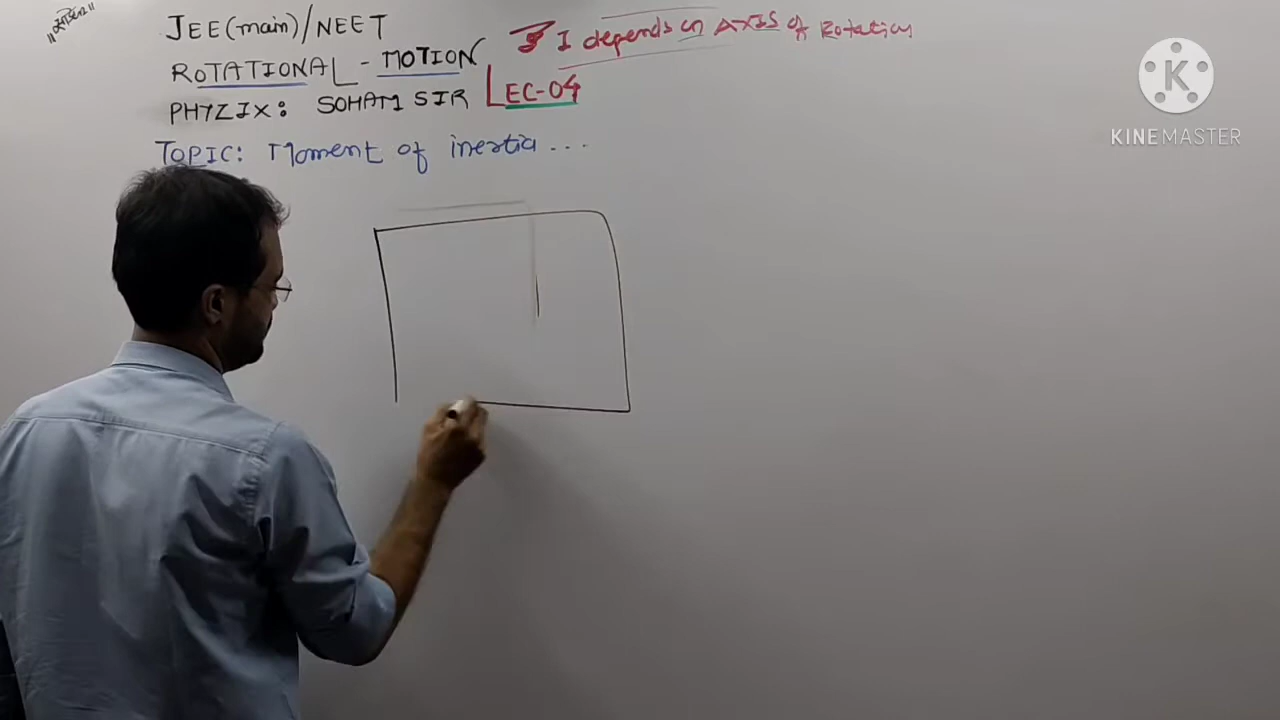 JEE(main)/NEET
I depends on AXIS of Rotation
ROTATIONAL - MOTION
LEC-04
PHYZIX: SOHAM SIR
TOPIC: Moment of inertia ...
K
KINEMASTER